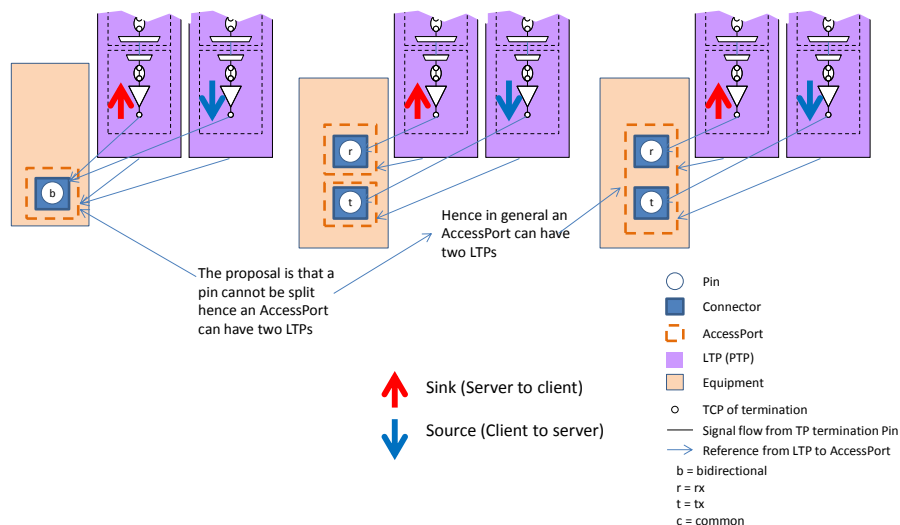 b
r
t
r
t
The proposal is that a
pin cannot be split
hence an AccessPort
can have two LTPs
Hence in general an
AccessPort can have
two LTPs
Sink (Server to client)
Source (Client to server)
Pin
Connector
AccessPort
LTP (PTP)
Equipment
TCP of termination
Signal flow from TP termination Pin
Reference from LTP to AccessPort
b = bidirectional
r = rx
t = tx
c = common